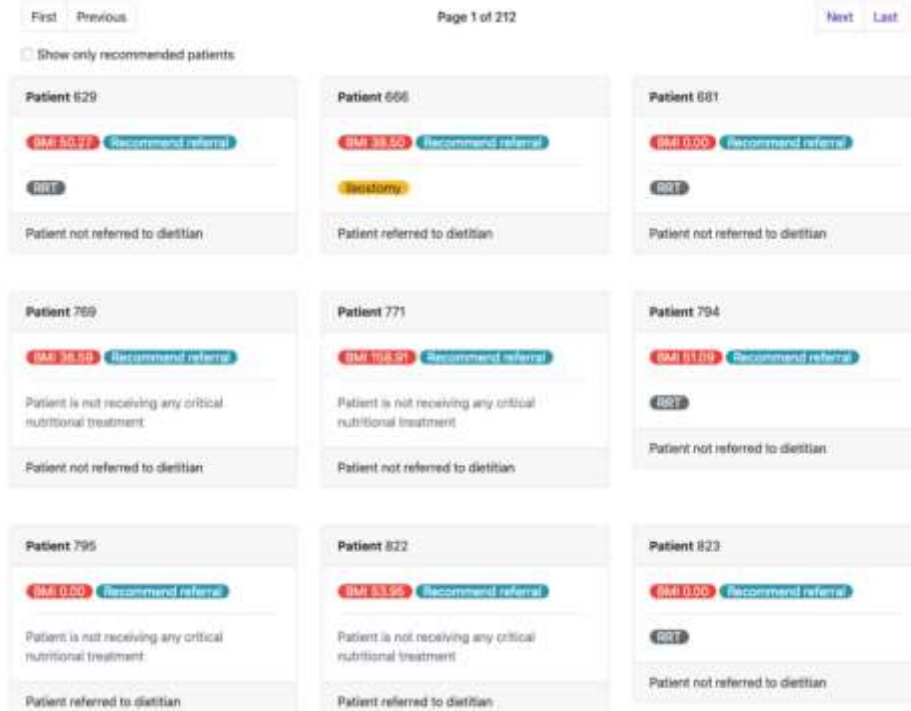 First Previous Page 1 of 212 Next Last
Show only recommended patients
Patient 629
BMI 50.27 Recommend referral
RRT
Patient not referred to dietitian
Patient 666
BMI 38.50 Recommend referral
Ileostomy
Patient referred to dietitian
Patient 681
BMI 0.00 Recommend referral
RRT
Patient not referred to dietitian
Patient 769
BMI 36.59 Recommend referral
Patient is not receiving any critical
nutritional treatment
Patient not referred to dietitian
Patient 771
BMI 158.91 Recommend referral
Patient is not receiving any critical
nutritional treatment
Patient not referred to dietitian
Patient 794
BMI 51.09 Recommend referral
RRT
Patient not referred to dietitian
Patient 795
BMI 0.00 Recommend referral
Patient is not receiving any critical
nutritional treatment
Patient referred to dietitian
Patient 822
BMI 53.95 Recommend referral
Patient is not receiving any critical
nutritional treatment
Patient referred to dietitian
Patient 823
BMI 0.00 Recommend referral
RRT
Patient not referred to dietitian